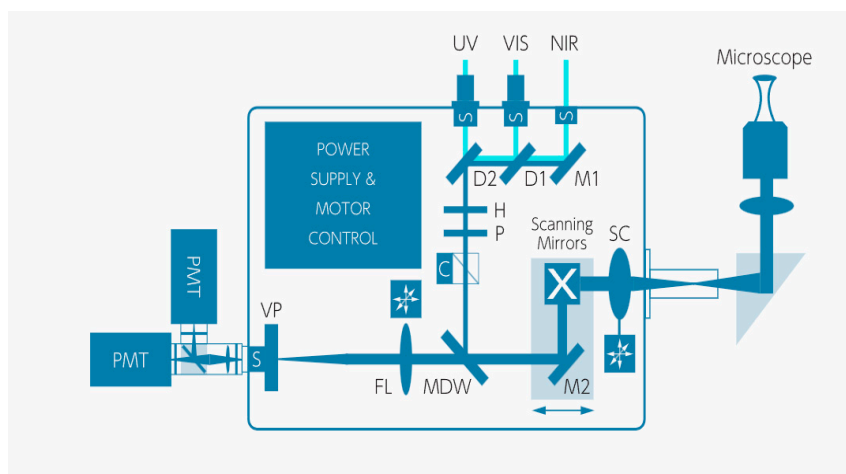 UV VIS NIR
Microscope
S S S
POWER
SUPPLY &
MOTOR
CONTROL
D2 D1 M1
H
P
Scanning
Mirrors
SC
C
X
PMT
VP
PMT
S
FL
MDW
M2